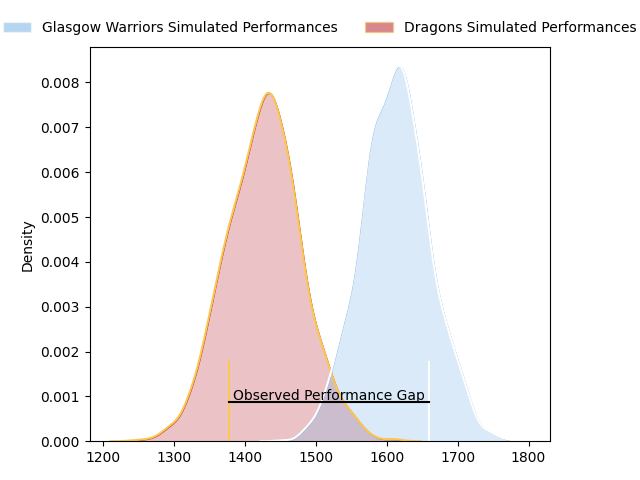 Glasgow Warriors Simulated Performances Dragons Simulated Performances
0.008
0.007
0.006
0.005
0.004
0.003
0.002
0.001
0.000
Density
Observed Performance Gap
1200 1300 1400 1500 1600 1700 1800